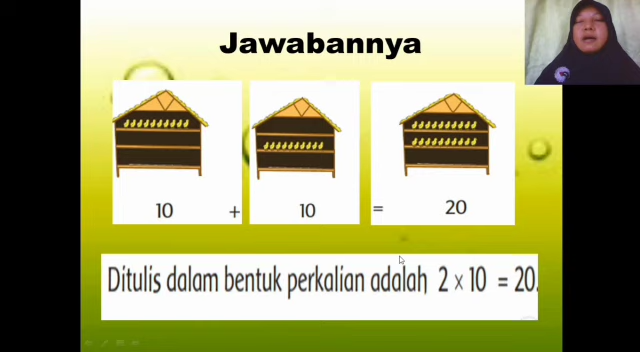 Jawabannya
10 + 10 = 20
Ditulis dalam bentuk perkalian adalah 2 × 10 = 20.